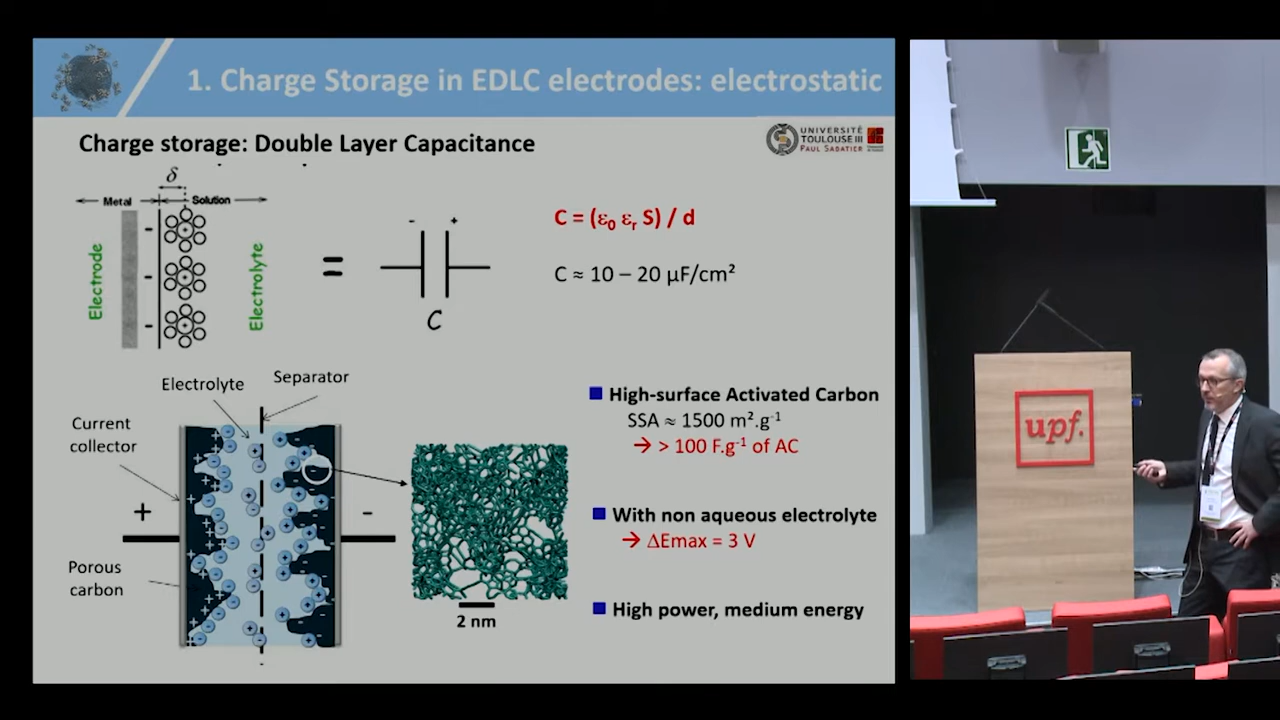 1. Charge Storage in EDLC electrodes: electrostatic
Charge storage: Double Layer Capacitance
UNIVERSITÉ
TOULOUSE III
PAUL SABATIER
δ
Metal
Solution
Electrode
Electrolyte
- - -
=
- +
C
C = (ε₀ εᵣ S) / d
C ≈ 10 – 20 µF/cm²
Electrolyte
Separator
Current
collector
+
-
Porous
carbon
2 nm
■ High-surface Activated Carbon
SSA ≈ 1500 m².g⁻¹
→ > 100 F.g⁻¹ of AC
■ With non aqueous electrolyte
→ ΔEmax = 3 V
■ High power, medium energy
upf.